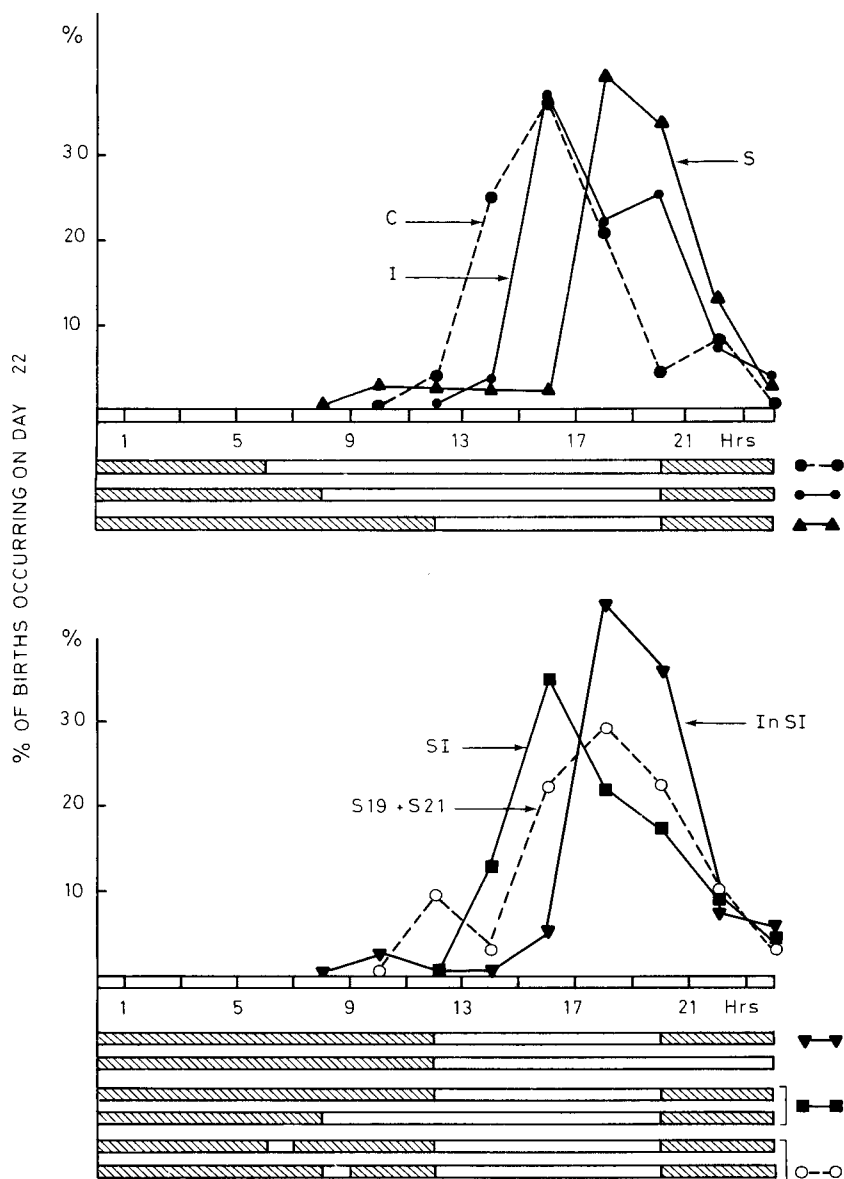 %
30
S
C
20
I
10
1 5 9 13 17 21 Hrs
% OF BIRTHS OCCURRING ON DAY 22
%
30
In SI
SI
20
S19 + S21
10
1 5 9 13 17 21 Hrs